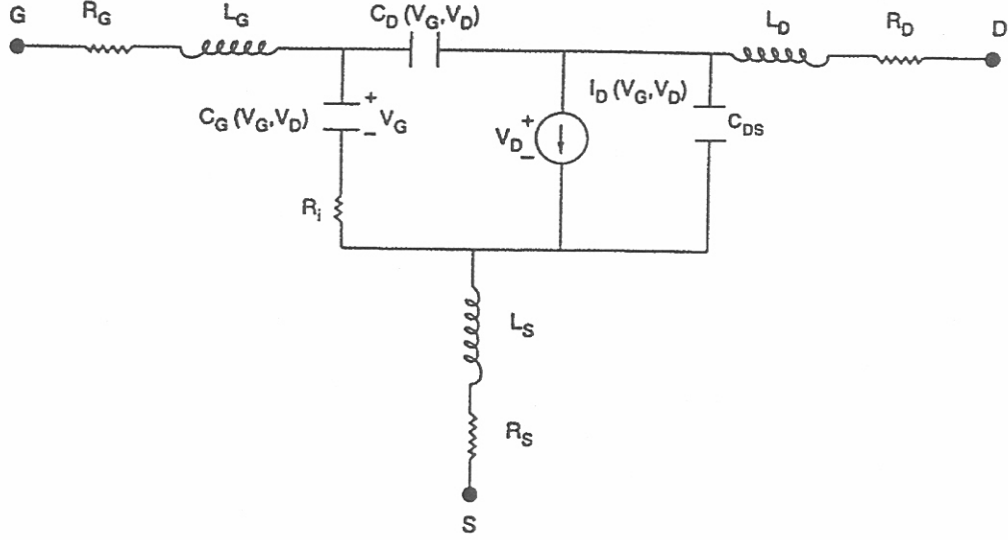 G
R_G
L_G
C_D (V_G,V_D)
L_D
R_D
D
C_G (V_G,V_D)
+
V_G
−
I_D (V_G,V_D)
V_D
+
−
C_DS
R_i
L_S
R_S
S